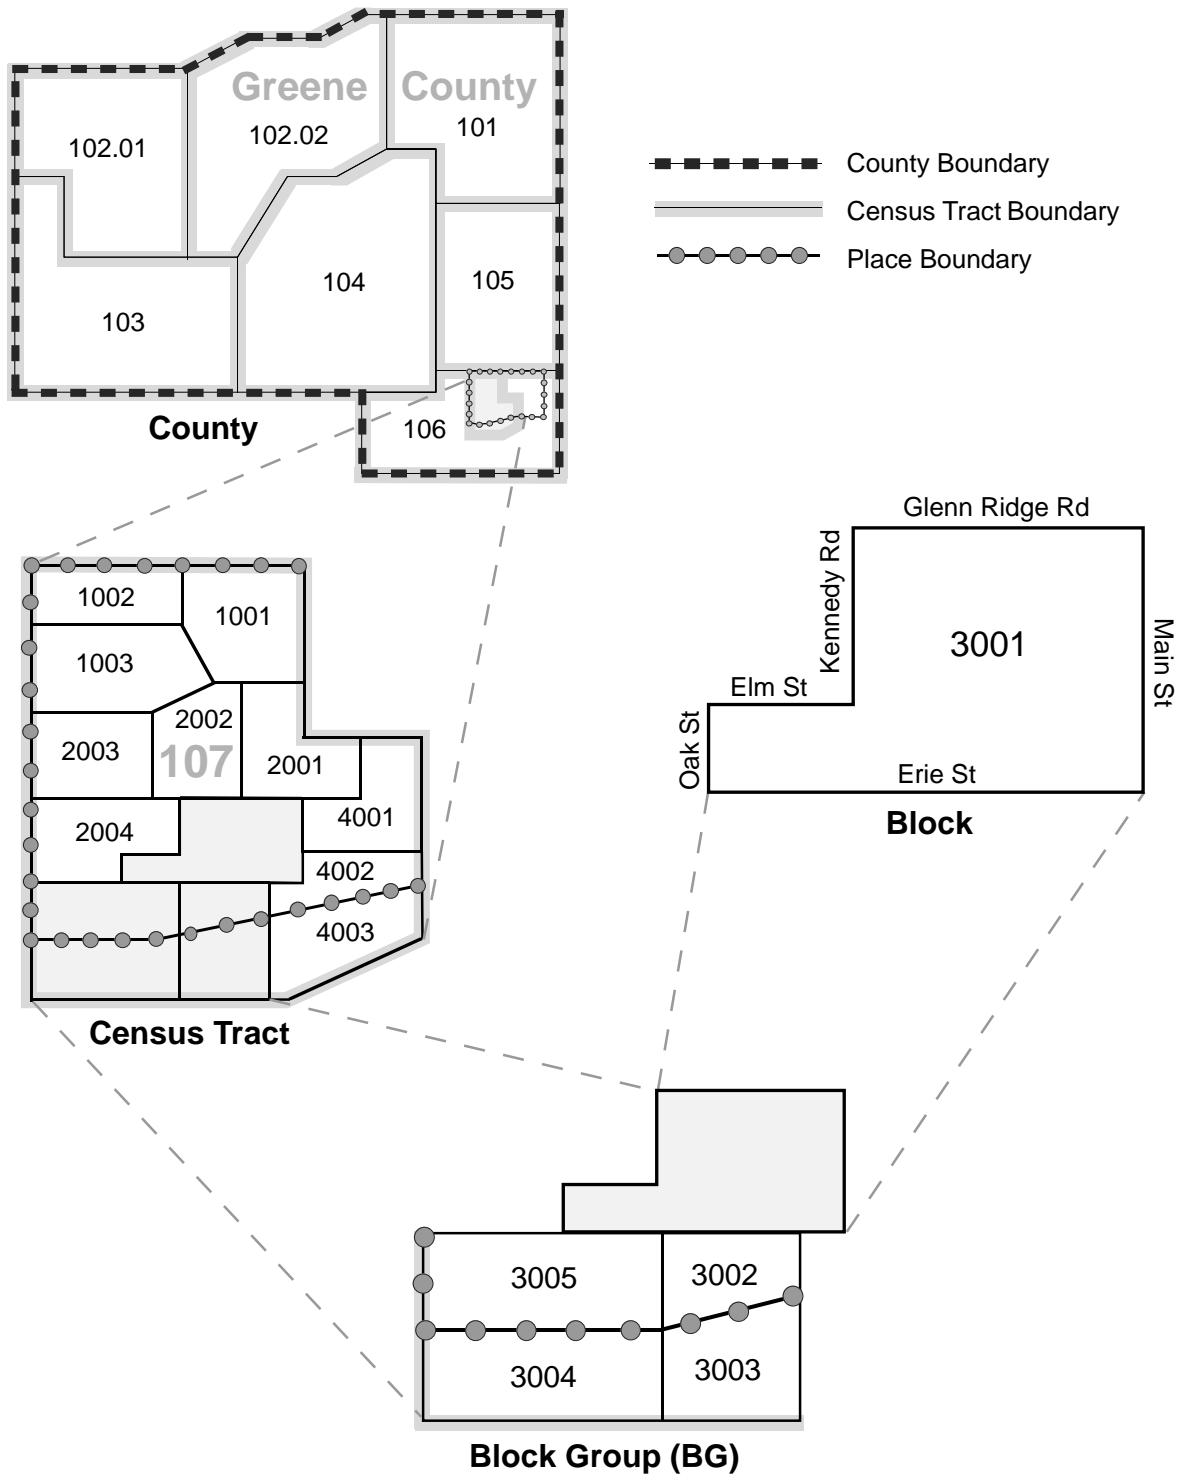 Greene County
102.01
102.02
101
103
104
105
106
County
County Boundary
Census Tract Boundary
Place Boundary
1002
1001
1003
2002
2003
107
2001
2004
4001
4002
4003
Census Tract
Glenn Ridge Rd
Kennedy Rd
3001
Main St
Elm St
Oak St
Erie St
Block
3005
3002
3004
3003
Block Group (BG)